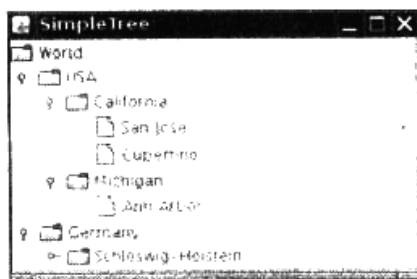 SimpleTree
World
USA
California
San Jose
Cupertino
Michigan
Ann Arbor
Germany
Schleswig-Holstein